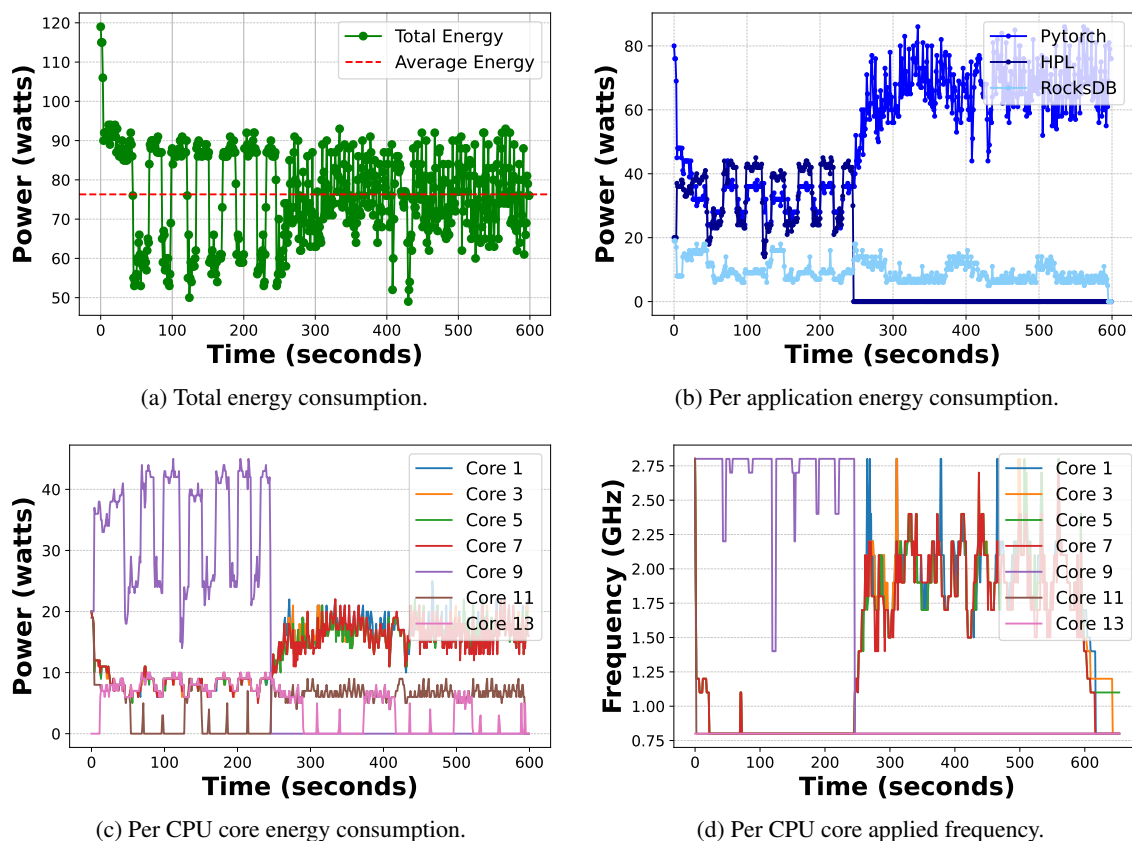 120
110
100
90
80
70
60
50
Power (watts)
Total Energy
Average Energy
0 100 200 300 400 500 600
Time (seconds)
(a) Total energy consumption.
80
60
40
20
0
Power (watts)
Pytorch
HPL
RocksDB
0 100 200 300 400 500 600
Time (seconds)
(b) Per application energy consumption.
40
30
20
10
0
Power (watts)
Core 1
Core 3
Core 5
Core 7
Core 9
Core 11
Core 13
0 100 200 300 400 500 600
Time (seconds)
(c) Per CPU core energy consumption.
2.75
2.50
2.25
2.00
1.75
1.50
1.25
1.00
0.75
Frequency (GHz)
Core 1
Core 3
Core 5
Core 7
Core 9
Core 11
Core 13
0 100 200 300 400 500 600
Time (seconds)
(d) Per CPU core applied frequency.